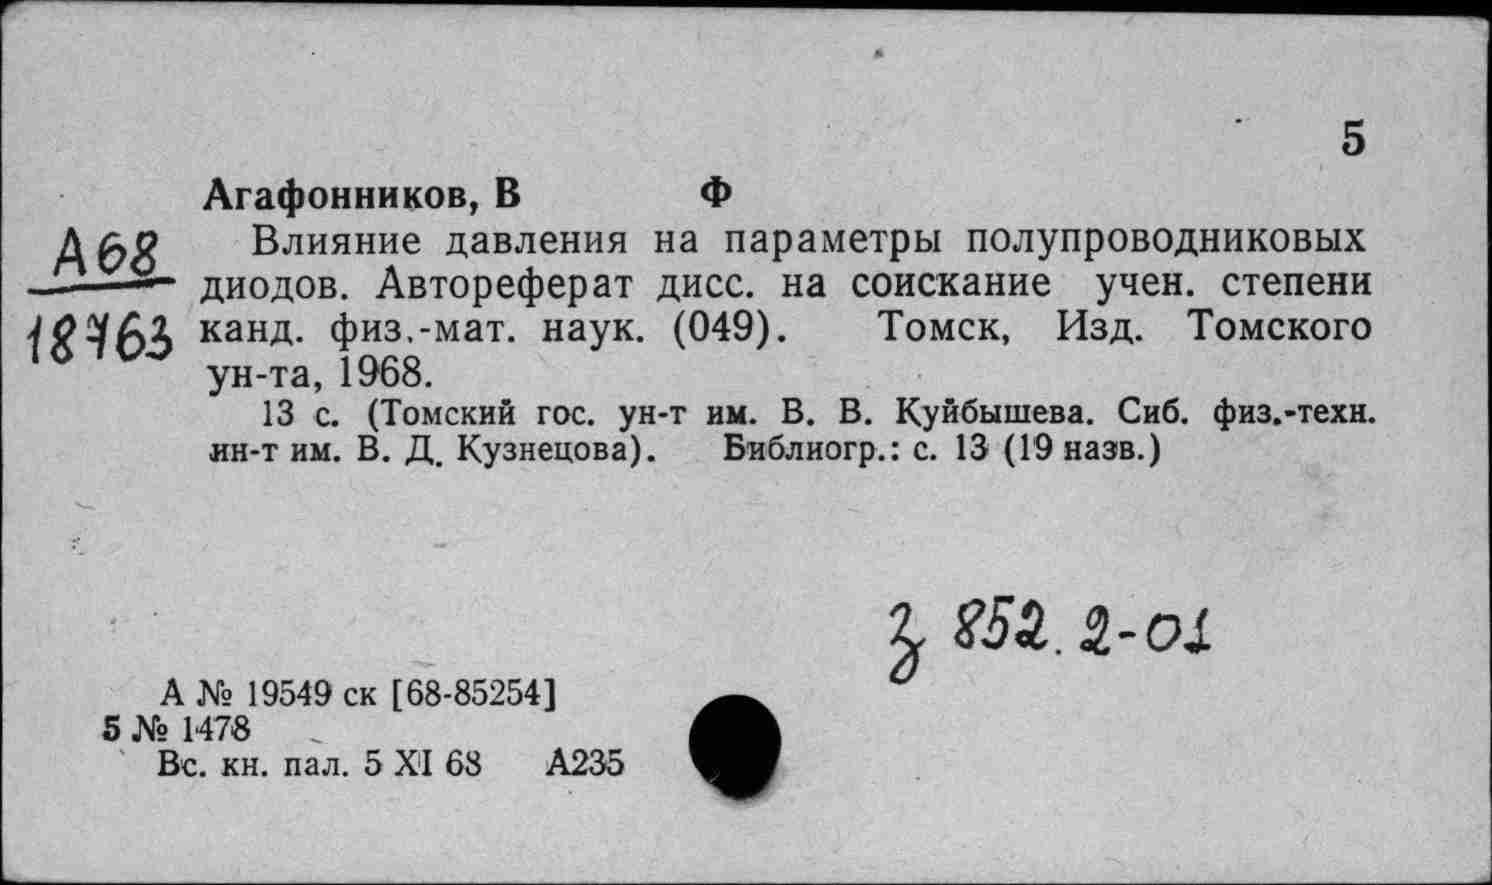 5
Агафонников, В Ф
А68
18763
Влияние давления на параметры полупроводниковых
диодов. Автореферат дисс. на соискание учен. степени
канд. физ.-мат. наук. (049). Томск, Изд. Томского
ун-та, 1968.
13 с. (Томский гос. ун-т им. В. В. Куйбышева. Сиб. физ.-техн.
ин-т им. В. Д. Кузнецова). Библиогр.: с. 13 (19 назв.)
852.2-01
А № 19549 ск [68-85254]
5 № 1478
Вс. кн. пал. 5 XI 68 А235